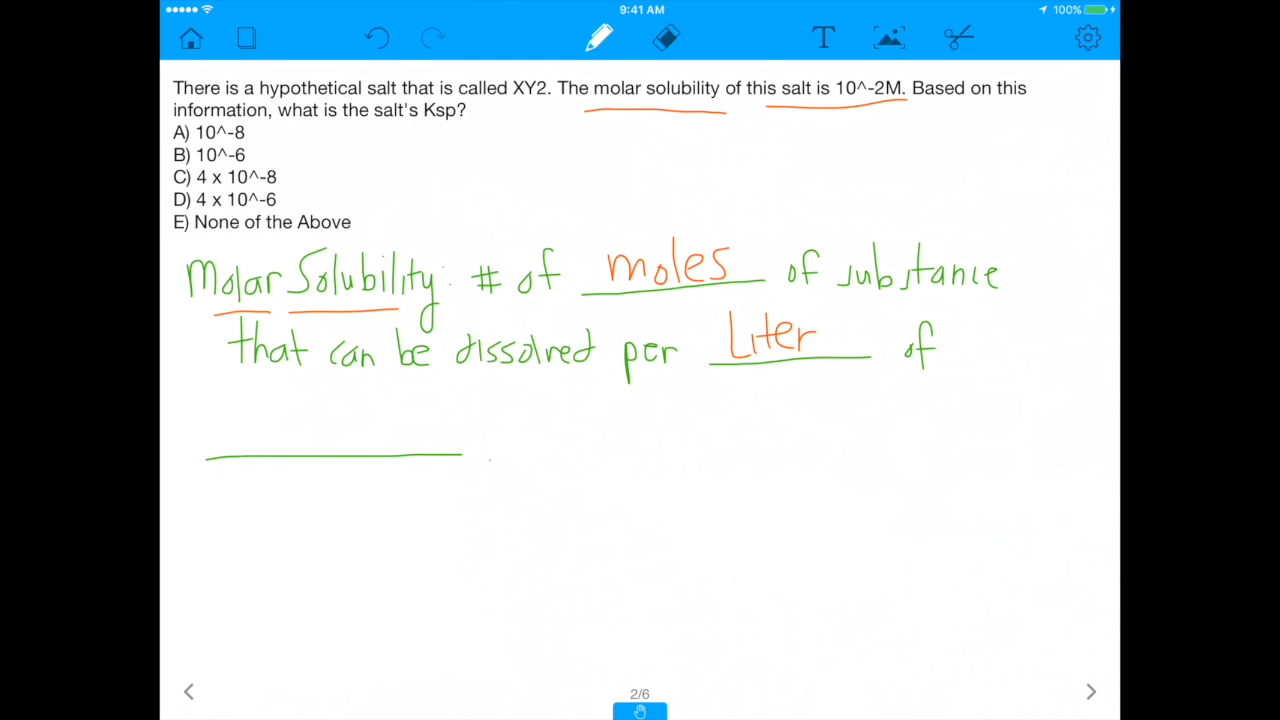 9:41 AM
100%
T
There is a hypothetical salt that is called XY2. The molar solubility of this salt is 10^-2M. Based on this
information, what is the salt's Ksp?
A) 10^-8
B) 10^-6
C) 4 x 10^-8
D) 4 x 10^-6
E) None of the Above
Molar Solubility: # of moles of substance
that can be dissolved per Liter of
2/6